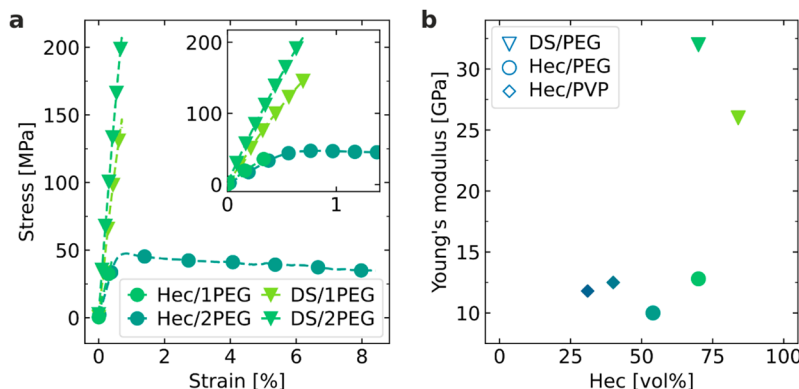 a
Stress [MPa]
200
150
100
50
0
0
2
4
6
8
Strain [%]
200
100
0
0
1
Hec/1PEG
Hec/2PEG
DS/1PEG
DS/2PEG
b
Young's modulus [GPa]
30
25
20
15
10
0
25
50
75
100
Hec [vol%]
DS/PEG
Hec/PEG
Hec/PVP